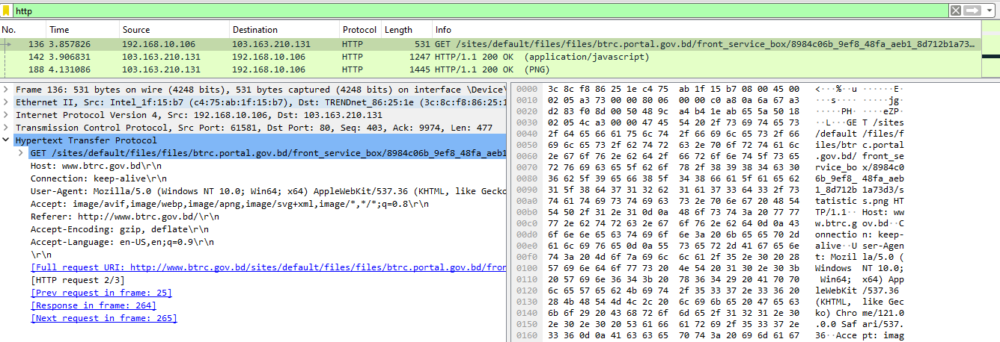 http
No. Time Source Destination Protocol Length Info
136 3.857826 192.168.10.106 103.163.210.131 HTTP 531 GET /sites/default/files/files/btrc.portal.gov.bd/front_service_box/8984c06b_9ef8_48fa_aeb1_8d712b1a73…
142 3.906831 103.163.210.131 192.168.10.106 HTTP 1247 HTTP/1.1 200 OK (application/javascript)
188 4.131086 103.163.210.131 192.168.10.106 HTTP 1445 HTTP/1.1 200 OK (PNG)
Frame 136: 531 bytes on wire (4248 bits), 531 bytes captured (4248 bits) on interface \Device\
Ethernet II, Src: Intel_1f:15:b7 (c4:75:ab:1f:15:b7), Dst: TRENDnet_86:25:1e (3c:8c:f8:86:25:1
Internet Protocol Version 4, Src: 192.168.10.106, Dst: 103.163.210.131
Transmission Control Protocol, Src Port: 61581, Dst Port: 80, Seq: 403, Ack: 9974, Len: 477
Hypertext Transfer Protocol
GET /sites/default/files/files/btrc.portal.gov.bd/front_service_box/8984c06b_9ef8_48fa_aeb1
Host: www.btrc.gov.bd\r\n
Connection: keep-alive\r\n
User-Agent: Mozilla/5.0 (Windows NT 10.0; Win64; x64) AppleWebKit/537.36 (KHTML, like Gecko
Accept: image/avif,image/webp,image/apng,image/svg+xml,image/*,*/*;q=0.8\r\n
Referer: http://www.btrc.gov.bd/\r\n
Accept-Encoding: gzip, deflate\r\n
Accept-Language: en-US,en;q=0.9\r\n
\r\n
[Full request URI: http://www.btrc.gov.bd/sites/default/files/files/btrc.portal.gov.bd/fron
[HTTP request 2/3]
[Prev request in frame: 25]
[Response in frame: 264]
[Next request in frame: 265]
0000 3c 8c f8 86 25 1e c4 75 ab 1f 15 b7 08 00 45 00 <···%··u ······E·
0010 02 05 a3 73 00 00 80 06 00 00 c0 a8 0a 6a 67 a3 ···s···· ·····jg·
0020 d2 83 f0 8d 00 50 48 9c a4 b4 1e ab 65 5a 50 18 ·····PH· ····eZP·
0030 02 05 4c a3 00 00 47 45 54 20 2f 73 69 74 65 73 ··L···GE T /sites
0040 2f 64 65 66 61 75 6c 74 2f 66 69 6c 65 73 2f 66 /default /files/f
0050 69 6c 65 73 2f 62 74 72 63 2e 70 6f 72 74 61 6c iles/btr c.portal
0060 2e 67 6f 76 2e 62 64 2f 66 72 6f 6e 74 5f 73 65 .gov.bd/ front_se
0070 72 76 69 63 65 5f 62 6f 78 2f 38 39 38 34 63 30 rvice_bo x/8984c0
0080 36 62 5f 39 65 66 38 5f 34 38 66 61 5f 61 65 62 6b_9ef8_ 48fa_aeb
0090 31 5f 38 64 37 31 32 62 31 61 37 33 64 33 2f 73 1_8d712b 1a73d3/s
00a0 74 61 74 69 73 74 69 63 73 2e 70 6e 67 20 48 54 tatistic s.png HT
00b0 54 50 2f 31 2e 31 0d 0a 48 6f 73 74 3a 20 77 77 TP/1.1·· Host: ww
00c0 77 2e 62 74 72 63 2e 67 6f 76 2e 62 64 0d 0a 43 w.btrc.g ov.bd··C
00d0 6f 6e 6e 65 63 74 69 6f 6e 3a 20 6b 65 65 70 2d onnectio n: keep-
00e0 61 6c 69 76 65 0d 0a 55 73 65 72 2d 41 67 65 6e alive··U ser-Agen
00f0 74 3a 20 4d 6f 7a 69 6c 6c 61 2f 35 2e 30 20 28 t: Mozil la/5.0 (
0100 57 69 6e 64 6f 77 73 20 4e 54 20 31 30 2e 30 3b Windows NT 10.0;
0110 20 57 69 6e 36 34 3b 20 78 36 34 29 20 41 70 70 Win64; x64) App
0120 6c 65 57 65 62 4b 69 74 2f 35 33 37 2e 33 36 20 leWebKit /537.36
0130 28 4b 48 54 4d 4c 2c 20 6c 69 6b 65 20 47 65 63 (KHTML, like Gec
0140 6b 6f 29 20 43 68 72 6f 6d 65 2f 31 32 31 2e 30 ko) Chro me/121.0
0150 2e 30 2e 30 20 53 61 66 61 72 69 2f 35 33 37 2e .0.0 Saf ari/537.
0160 33 36 0d 0a 41 63 63 65 70 74 3a 20 69 6d 61 67 36··Acce pt: imag